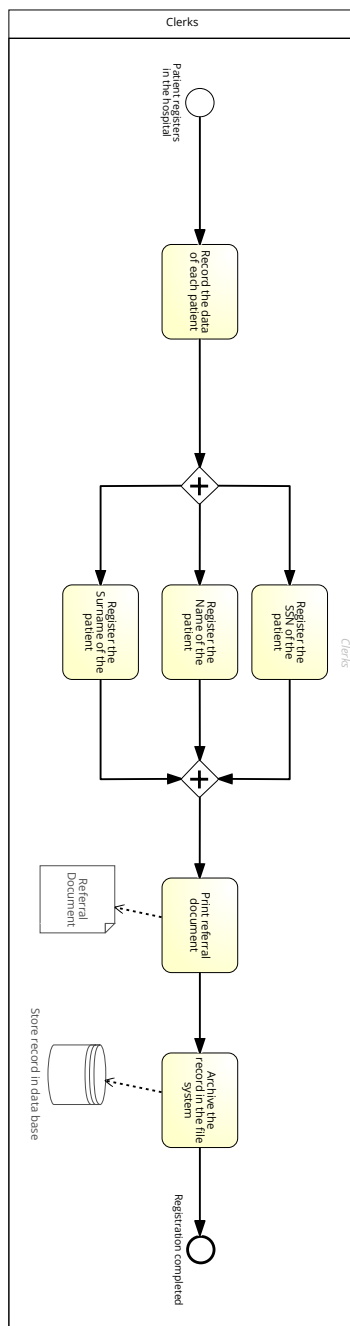 Clerks
Patient registers
in the hospital
Record the data
of each patient
Register the
SSN of the
patient
Register the
Name of the
patient
Register the
Surname of the
patient
Clerks
Print referral
document
Referral
Document
Archive the
record in the file
system
Store record in data base
Registration completed